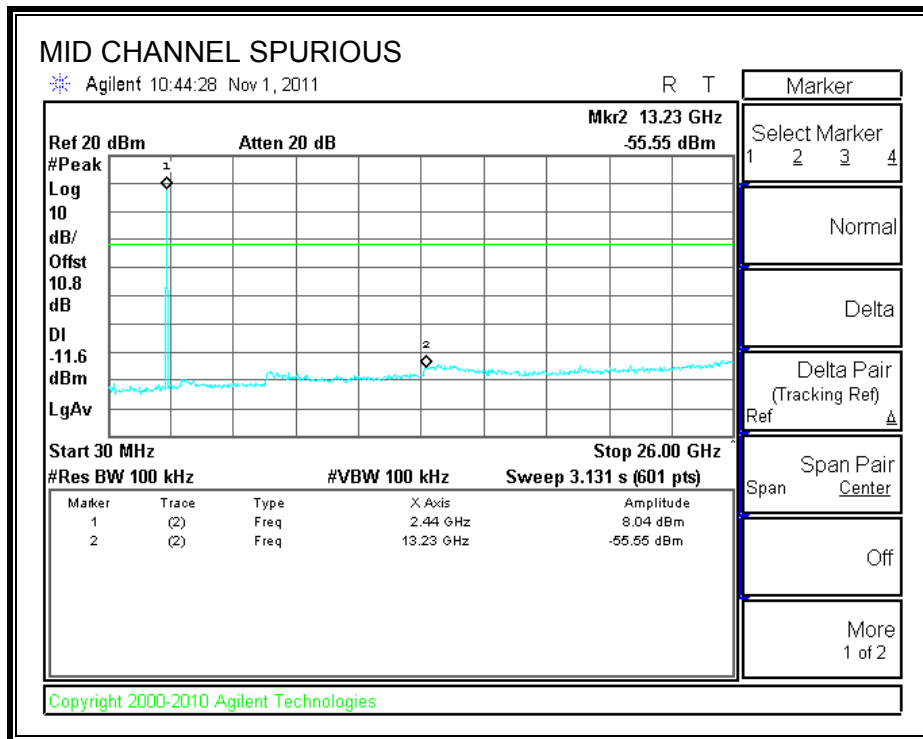 MID CHANNEL SPURIOUS
Agilent 10:44:28 Nov 1, 2011 R T
Mkr2 13.23 GHz
Ref 20 dBm Atten 20 dB -55.55 dBm
#Peak
Log
10
dB/
Offst
10.8
dB
DI
-11.6
dBm
LgAv
1
2
Start 30 MHz Stop 26.00 GHz
#Res BW 100 kHz #VBW 100 kHz Sweep 3.131 s (601 pts)
Marker Trace Type X Axis Amplitude
1 (2) Freq 2.44 GHz 8.04 dBm
2 (2) Freq 13.23 GHz -55.55 dBm
Copyright 2000-2010 Agilent Technologies
Marker
Select Marker
1 2 3 4
Normal
Delta
Delta Pair
(Tracking Ref)
Ref Δ
Span Pair
Span Center
Off
More
1 of 2